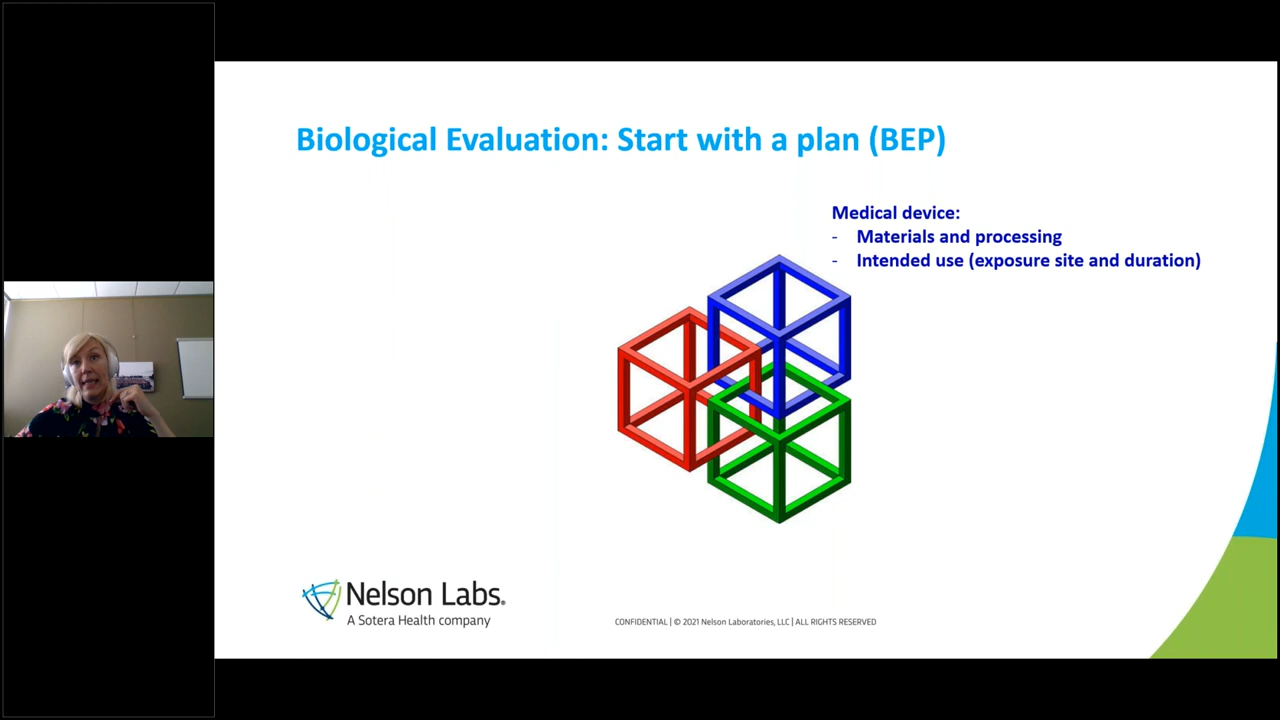 Biological Evaluation: Start with a plan (BEP)
Medical device:
- Materials and processing
- Intended use (exposure site and duration)
Nelson Labs®
A Sotera Health company
CONFIDENTIAL | © 2021 Nelson Laboratories, LLC | ALL RIGHTS RESERVED